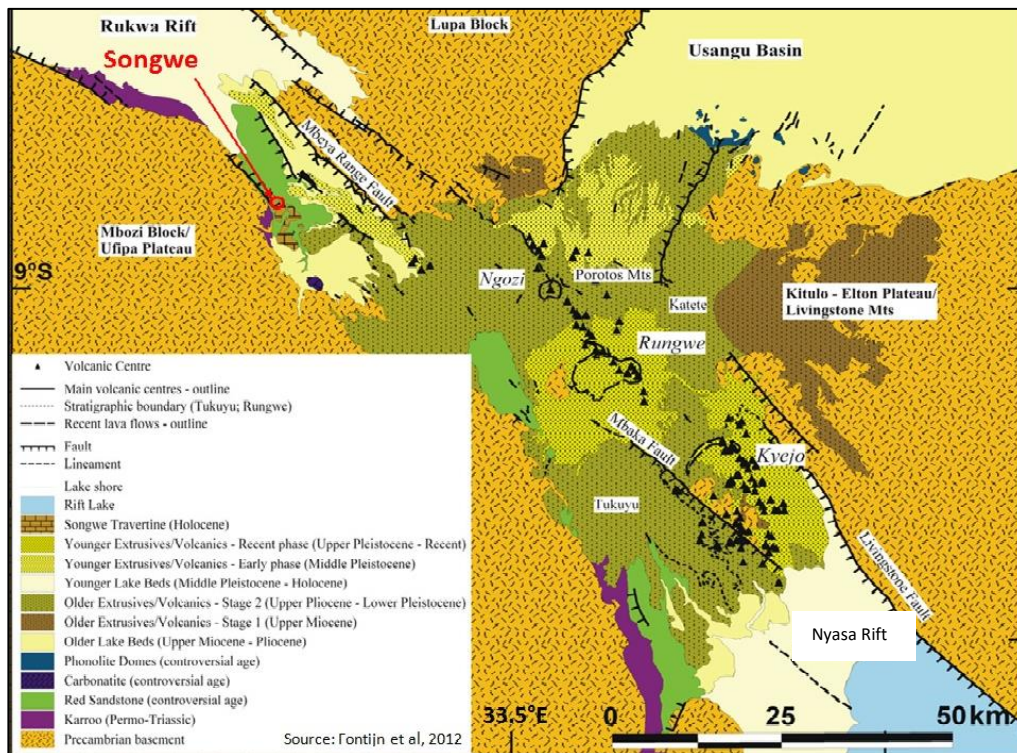 Rukwa Rift
Lupa Block
Usangu Basin
Songwe
Mbeya Range Fault
Mbozi Block/
Ufipa Plateau
9°S
Ngozi
Porotos Mts
Katete
Kitulo - Elton Plateau/
Livingstone Mts
Rungwe
Mbaka Fault
Kyejo
Tukuyu
Livingstone Fault
Nyasa Rift
Volcanic Centre
Main volcanic centres - outline
Stratigraphic boundary (Tukuyu; Rungwe)
Recent lava flows - outline
Fault
Lineament
Lake shore
Rift Lake
Songwe Travertine (Holocene)
Younger Extrusives/Volcanics - Recent phase (Upper Pleistocene - Recent)
Younger Extrusives/Volcanics - Early phase (Middle Pleistocene)
Younger Lake Beds (Middle Pleistocene - Holocene)
Older Extrusives/Volcanics - Stage 2 (Upper Pliocene - Lower Pleistocene)
Older Extrusives/Volcanics - Stage 1 (Upper Miocene)
Older Lake Beds (Upper Miocene - Pliocene)
Phonolite Domes (controversial age)
Carbonatite (controversial age)
Red Sandstone (controversial age)
Karroo (Permo-Triassic)
Precambrian basement
Source: Fontijn et al, 2012
33.5°E
0 25 50 km